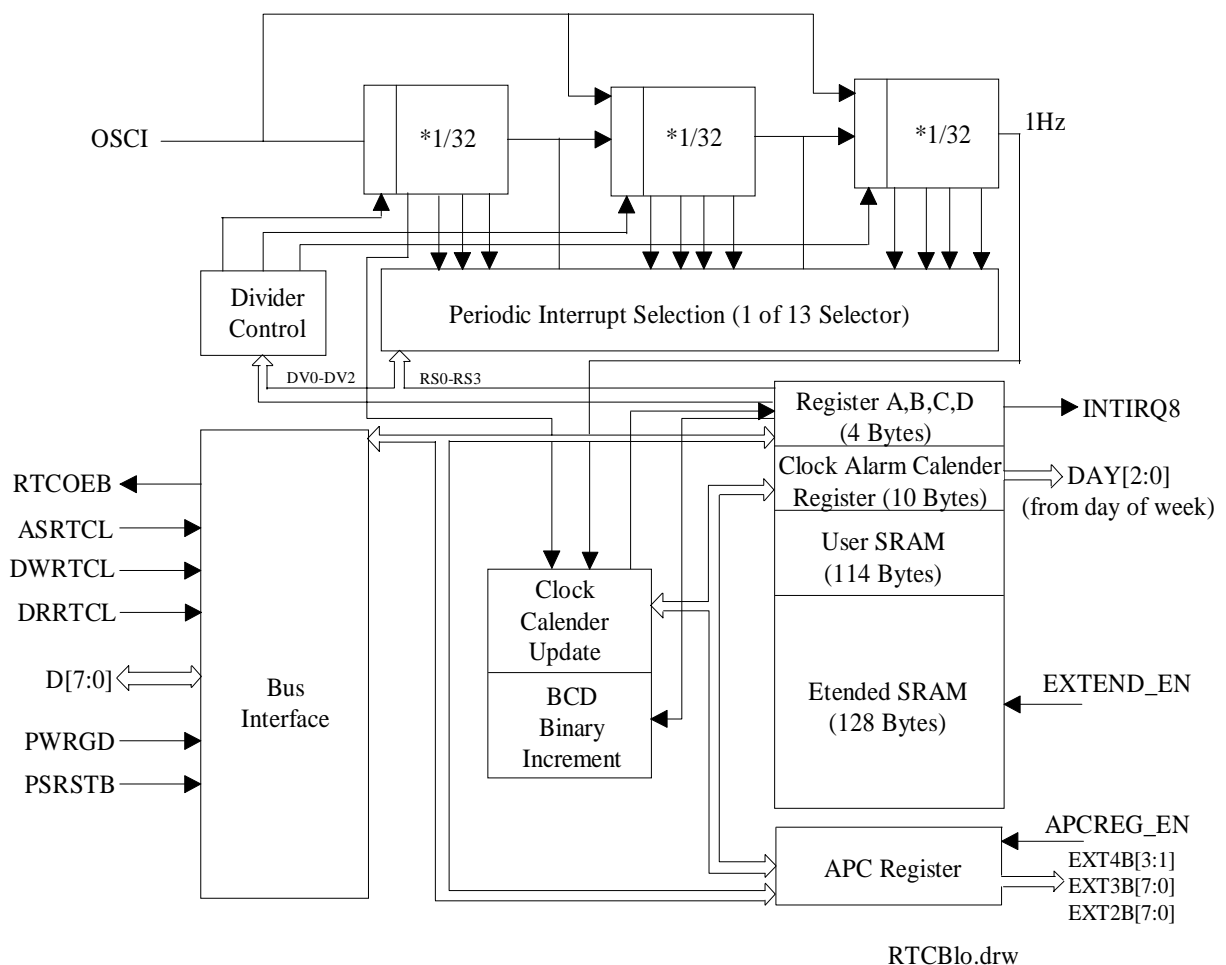 OSCI
*1/32
*1/32
*1/32
1Hz
Divider
Control
Periodic Interrupt Selection (1 of 13 Selector)
DV0-DV2
RS0-RS3
Register A,B,C,D
(4 Bytes)
INTIRQ8
Clock Alarm Calender
Register (10 Bytes)
DAY[2:0]
(from day of week)
User SRAM
(114 Bytes)
Etended SRAM
(128 Bytes)
EXTEND_EN
RTCOEB
ASRTCL
DWRTCL
DRRTCL
D[7:0]
PWRGD
PSRSTB
Bus
Interface
Clock
Calender
Update
BCD
Binary
Increment
APC Register
APCREG_EN
EXT4B[3:1]
EXT3B[7:0]
EXT2B[7:0]
RTCBlo.drw